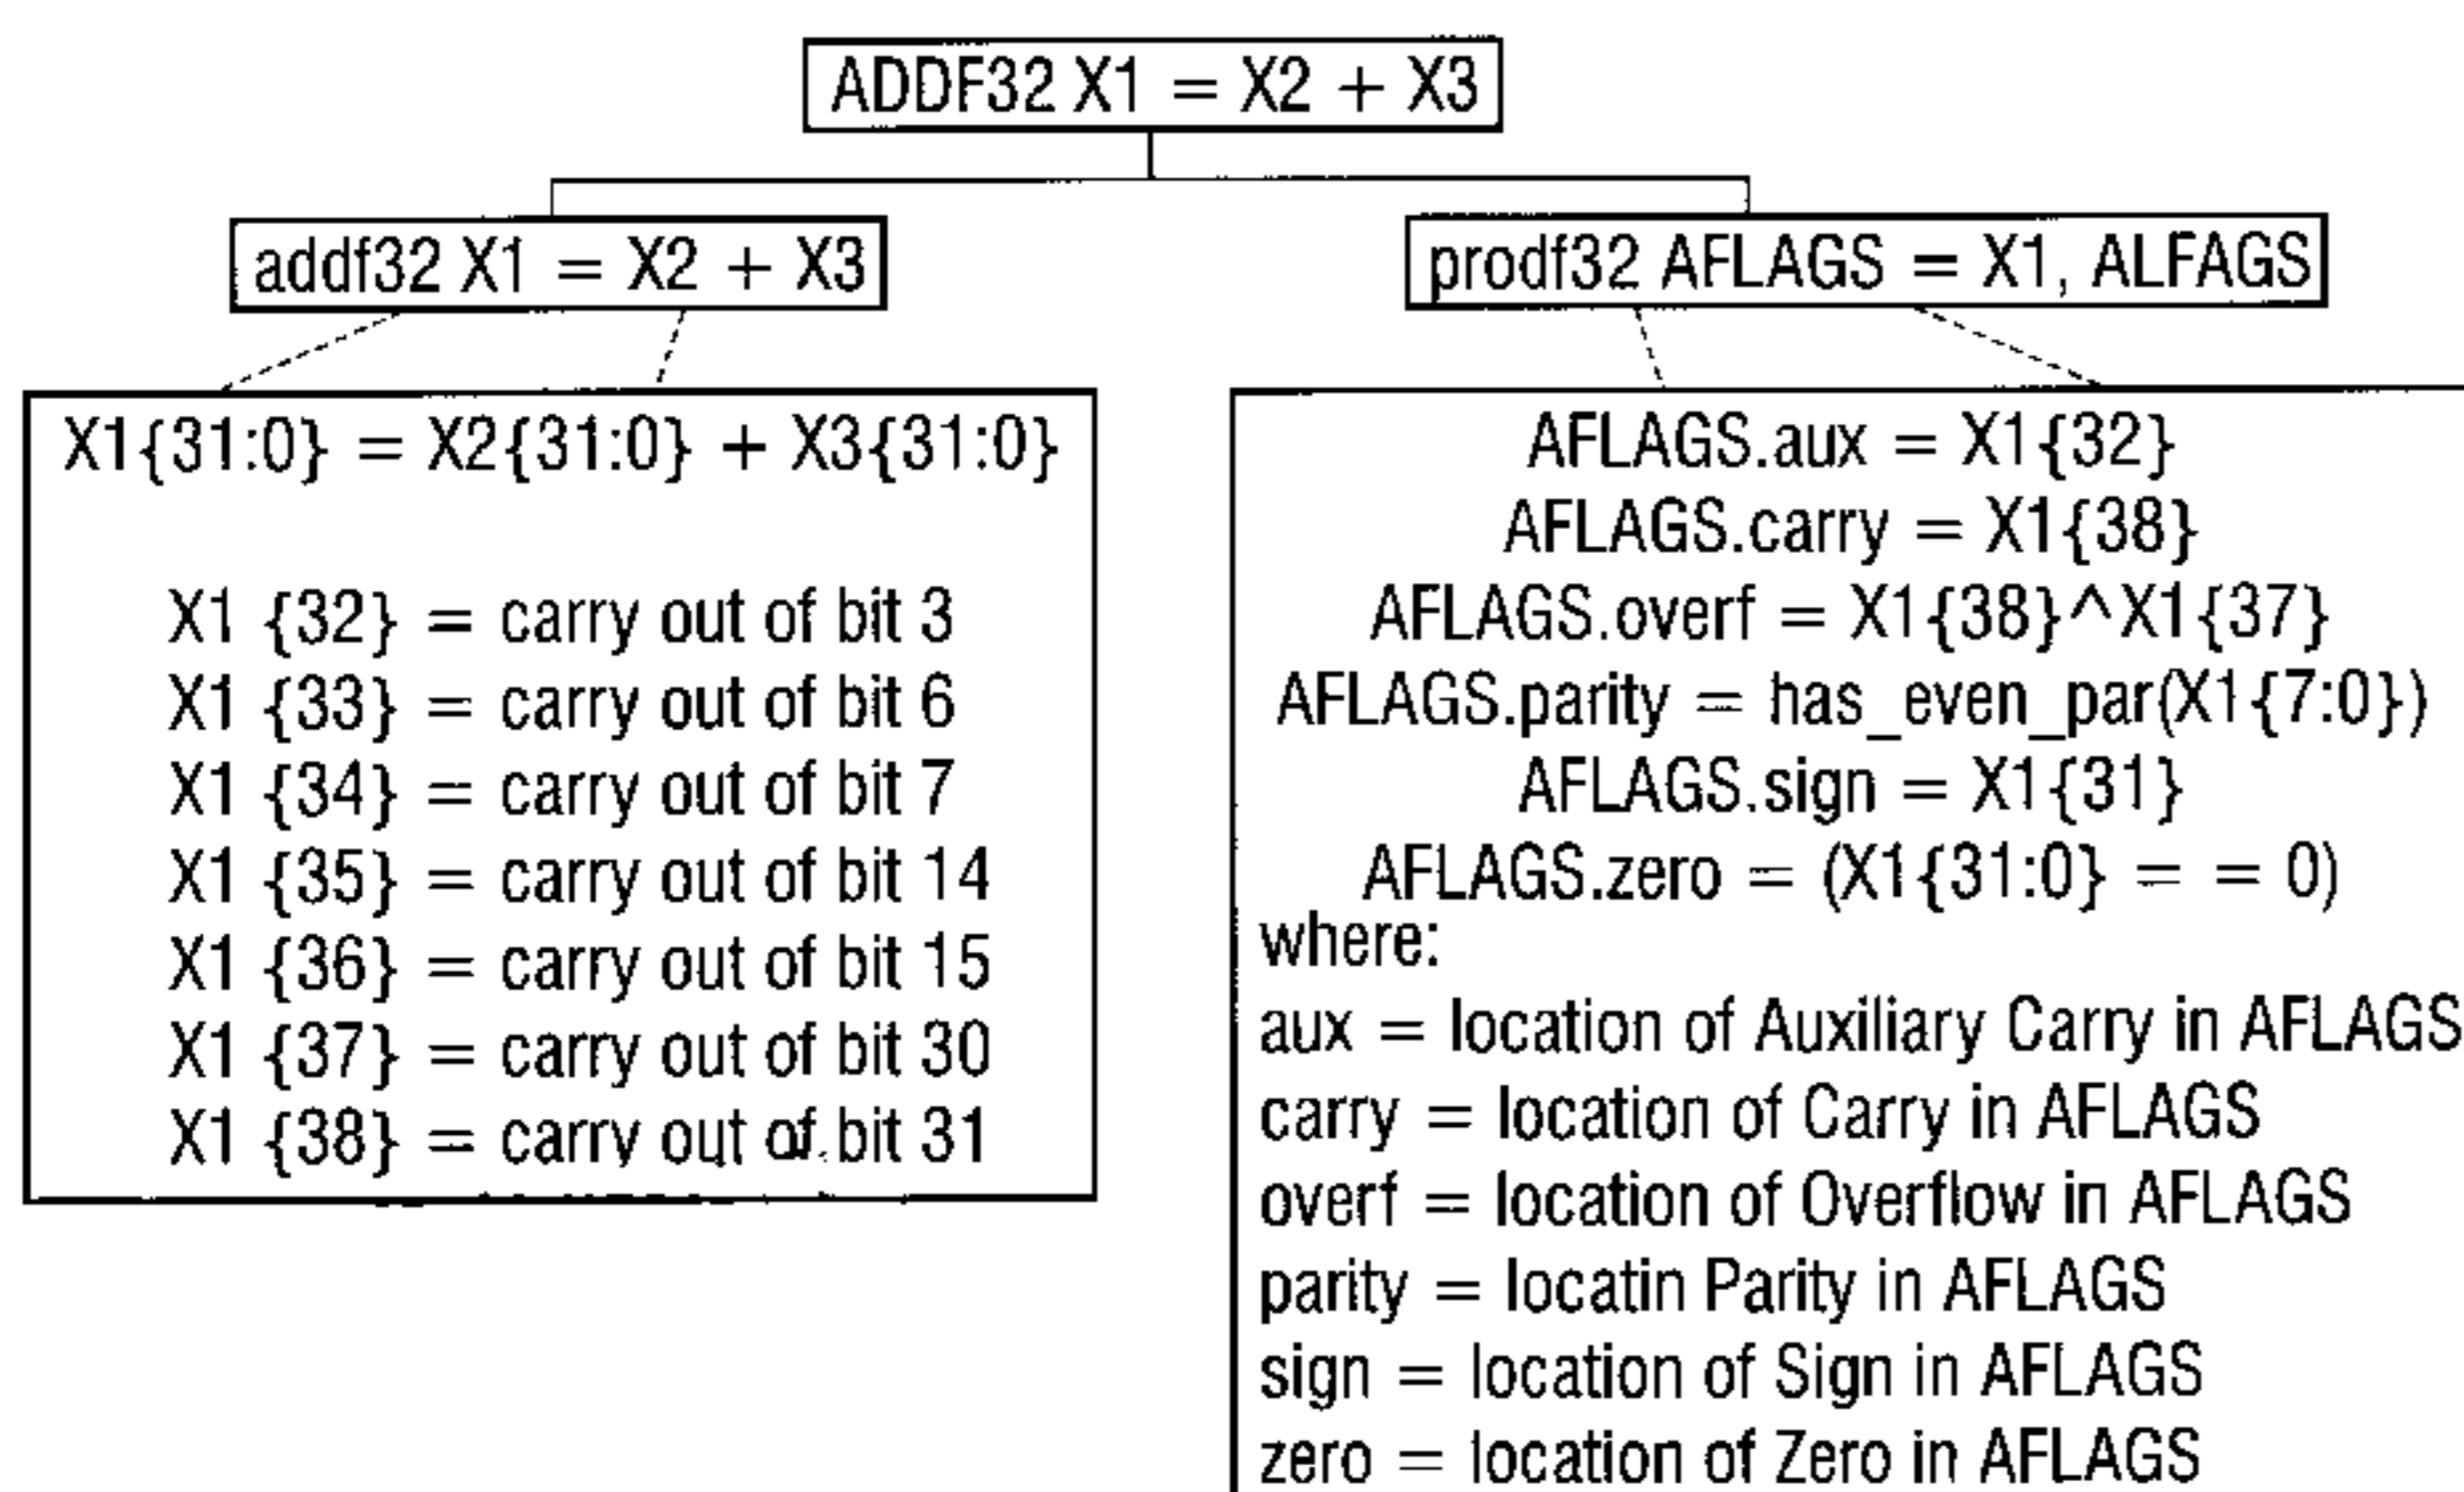 ADDF32 X1 = X2 + X3
addf32 X1 = X2 + X3
prodf32 AFLAGS = X1, ALFAGS
X1{31:0} = X2{31:0} + X3{31:0}
X1 {32} = carry out of bit 3
X1 {33} = carry out of bit 6
X1 {34} = carry out of bit 7
X1 {35} = carry out of bit 14
X1 {36} = carry out of bit 15
X1 {37} = carry out of bit 30
X1 {38} = carry out of bit 31
AFLAGS.aux = X1{32}
AFLAGS.carry = X1{38}
AFLAGS.overf = X1{38}^X1{37}
AFLAGS.parity = has_even_par(X1{7:0})
AFLAGS.sign = X1{31}
AFLAGS.zero = (X1{31:0} = = 0)
where:
aux = location of Auxiliary Carry in AFLAGS
carry = location of Carry in AFLAGS
overf = location of Overflow in AFLAGS
parity = locatin Parity in AFLAGS
sign = location of Sign in AFLAGS
zero = location of Zero in AFLAGS